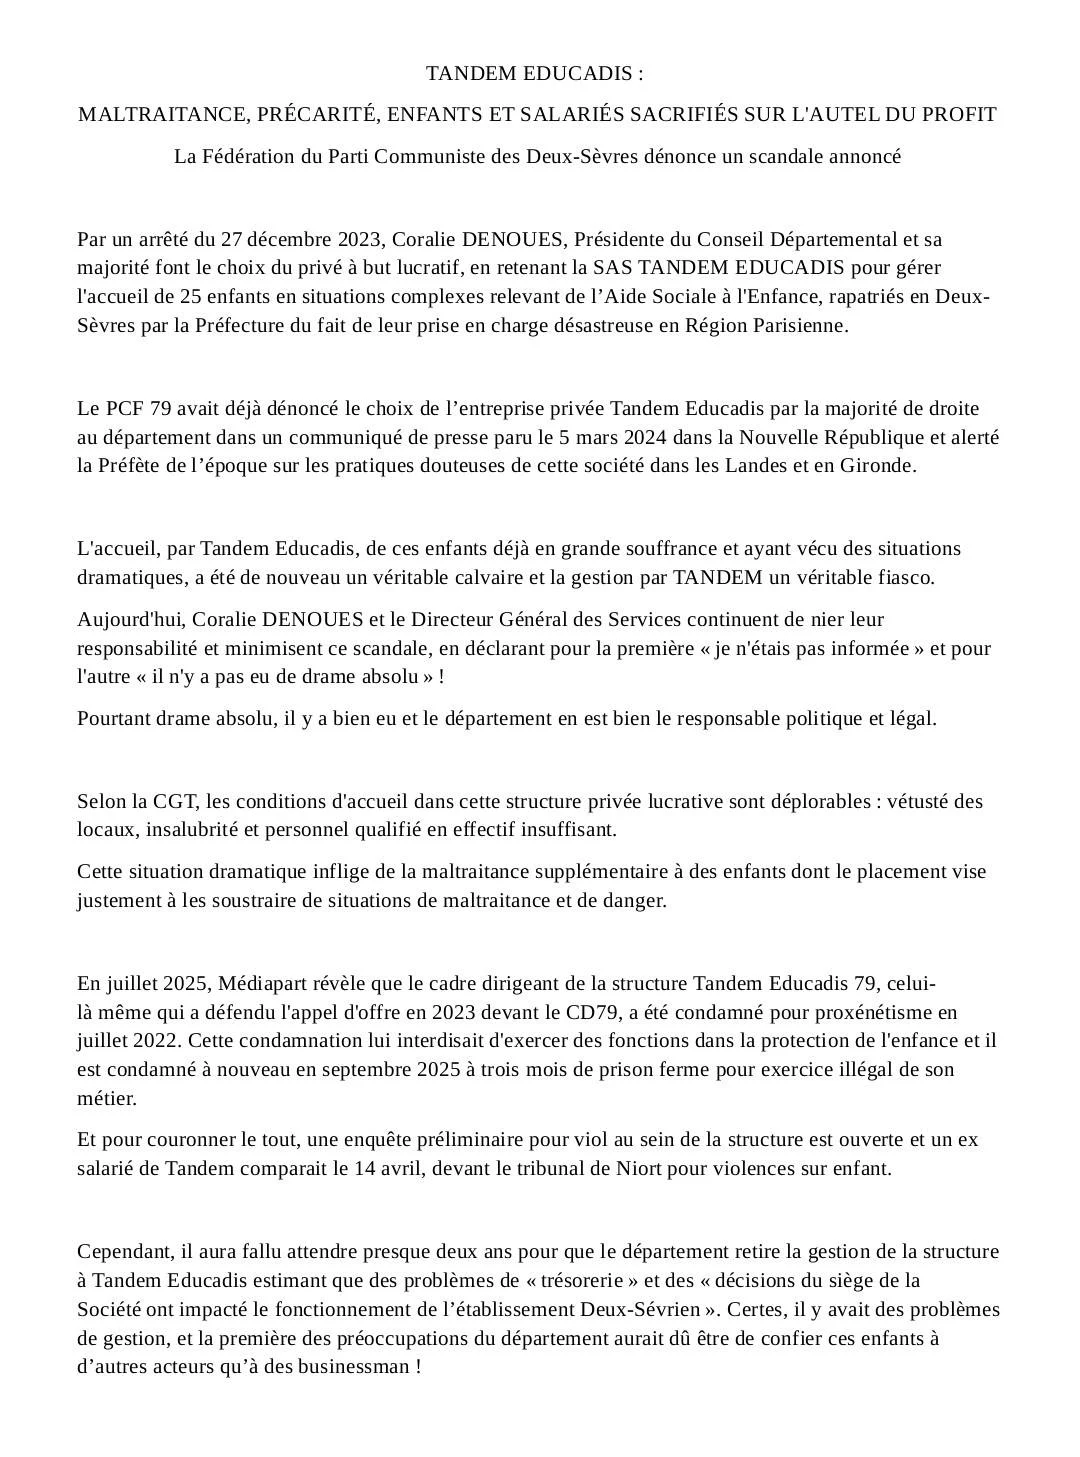 TANDEM EDUCADIS :
MALTRAITANCE, PRÉCARITÉ, ENFANTS ET SALARIÉS SACRIFIÉS SUR L'AUTEL DU PROFIT
La Fédération du Parti Communiste des Deux-Sèvres dénonce un scandale annoncé
Par un arrêté du 27 décembre 2023, Coralie DENOUES, Présidente du Conseil Départemental et sa
majorité font le choix du privé à but lucratif, en retenant la SAS TANDEM EDUCADIS pour gérer
l'accueil de 25 enfants en situations complexes relevant de l’Aide Sociale à l'Enfance, rapatriés en Deux-
Sèvres par la Préfecture du fait de leur prise en charge désastreuse en Région Parisienne.
Le PCF 79 avait déjà dénoncé le choix de l’entreprise privée Tandem Educadis par la majorité de droite
au département dans un communiqué de presse paru le 5 mars 2024 dans la Nouvelle République et alerté
la Préfète de l’époque sur les pratiques douteuses de cette société dans les Landes et en Gironde.
L'accueil, par Tandem Educadis, de ces enfants déjà en grande souffrance et ayant vécu des situations
dramatiques, a été de nouveau un véritable calvaire et la gestion par TANDEM un véritable fiasco.
Aujourd'hui, Coralie DENOUES et le Directeur Général des Services continuent de nier leur
responsabilité et minimisent ce scandale, en déclarant pour la première « je n'étais pas informée » et pour
l'autre « il n'y a pas eu de drame absolu » !
Pourtant drame absolu, il y a bien eu et le département en est bien le responsable politique et légal.
Selon la CGT, les conditions d'accueil dans cette structure privée lucrative sont déplorables : vétusté des
locaux, insalubrité et personnel qualifié en effectif insuffisant.
Cette situation dramatique inflige de la maltraitance supplémentaire à des enfants dont le placement vise
justement à les soustraire de situations de maltraitance et de danger.
En juillet 2025, Médiapart révèle que le cadre dirigeant de la structure Tandem Educadis 79, celui-
là même qui a défendu l'appel d'offre en 2023 devant le CD79, a été condamné pour proxénétisme en
juillet 2022. Cette condamnation lui interdisait d'exercer des fonctions dans la protection de l'enfance et il
est condamné à nouveau en septembre 2025 à trois mois de prison ferme pour exercice illégal de son
métier.
Et pour couronner le tout, une enquête préliminaire pour viol au sein de la structure est ouverte et un ex
salarié de Tandem comparait le 14 avril, devant le tribunal de Niort pour violences sur enfant.
Cependant, il aura fallu attendre presque deux ans pour que le département retire la gestion de la structure
à Tandem Educadis estimant que des problèmes de « trésorerie » et des « décisions du siège de la
Société ont impacté le fonctionnement de l’établissement Deux-Sévrien ». Certes, il y avait des problèmes
de gestion, et la première des préoccupations du département aurait dû être de confier ces enfants à
d’autres acteurs qu’à des businessman !